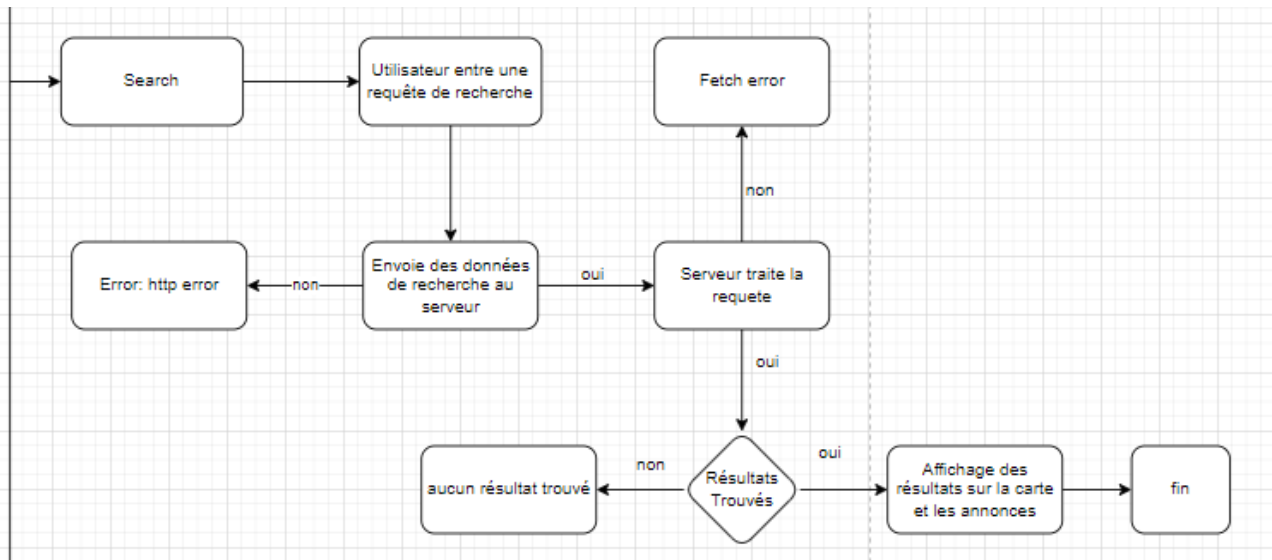 Search
Utilisateur entre une
requête de recherche
Fetch error
non
Error: http error
non
Envoie des données
de recherche au
serveur
oui
Serveur traite la
requete
oui
aucun résultat trouvé
non
Résultats
Trouvés
oui
Affichage des
résultats sur la carte
et les annonces
fin